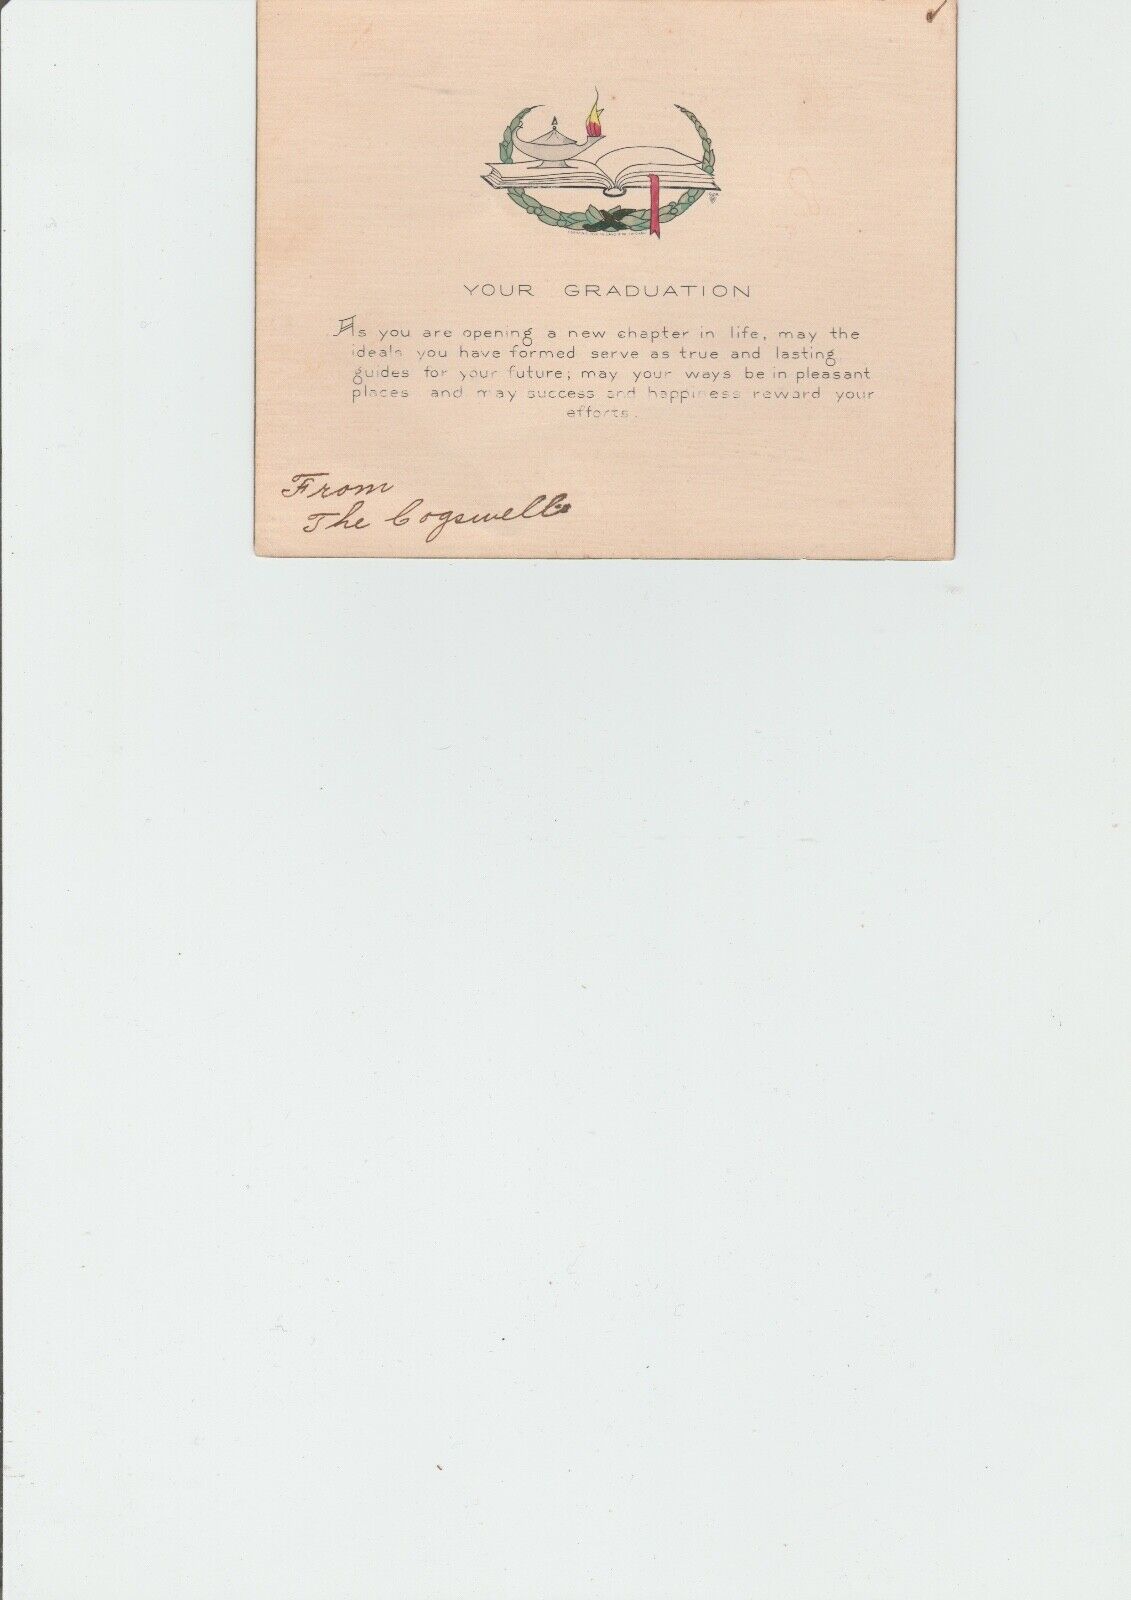 YOUR GRADUATION
As you are opening a new chapter in life, may the
ideals you have formed serve as true and lasting
guides for your future; may your ways be in pleasant
places and may success and happiness reward your
efforts.
From
The Cogswells